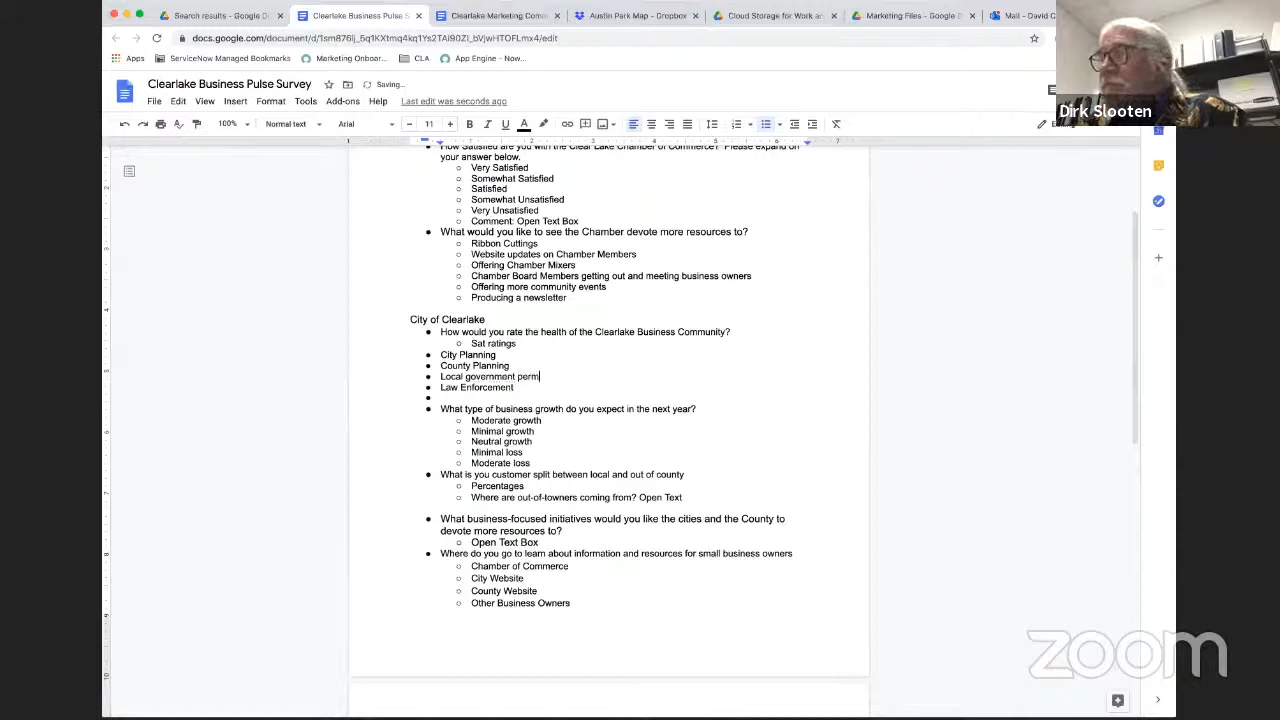 Search results - Google D
Clearlake Business Pulse S
Clearlake Marketing Com
Austin Park Map - Dropbox
Cloud Storage for Work an
Marketing Files - Google D
Mail - David C
docs.google.com/document/d/1sm876lj_5q1KXtmq4kq1Ys2TAi90Zl_bVjwHTOFLmx4/edit
Apps
ServiceNow Managed Bookmarks
Marketing Onboar...
CLA
App Engine - Now...
Clearlake Business Pulse Survey
Saving...
File Edit View Insert Format Tools Add-ons Help Last edit was seconds ago
100% Normal text Arial 11
Dirk Slooten
How Satisfied are you with the Clear Lake Chamber of Commerce? Please expand on
your answer below.
Very Satisfied
Somewhat Satisfied
Satisfied
Somewhat Unsatisfied
Very Unsatisfied
Comment: Open Text Box
What would you like to see the Chamber devote more resources to?
Ribbon Cuttings
Website updates on Chamber Members
Offering Chamber Mixers
Chamber Board Members getting out and meeting business owners
Offering more community events
Producing a newsletter
City of Clearlake
How would you rate the health of the Clearlake Business Community?
Sat ratings
City Planning
County Planning
Local government perm
Law Enforcement
What type of business growth do you expect in the next year?
Moderate growth
Minimal growth
Neutral growth
Minimal loss
Moderate loss
What is you customer split between local and out of county
Percentages
Where are out-of-towners coming from? Open Text
What business-focused initiatives would you like the cities and the County to
devote more resources to?
Open Text Box
Where do you go to learn about information and resources for small business owners
Chamber of Commerce
City Website
County Website
Other Business Owners
zoom